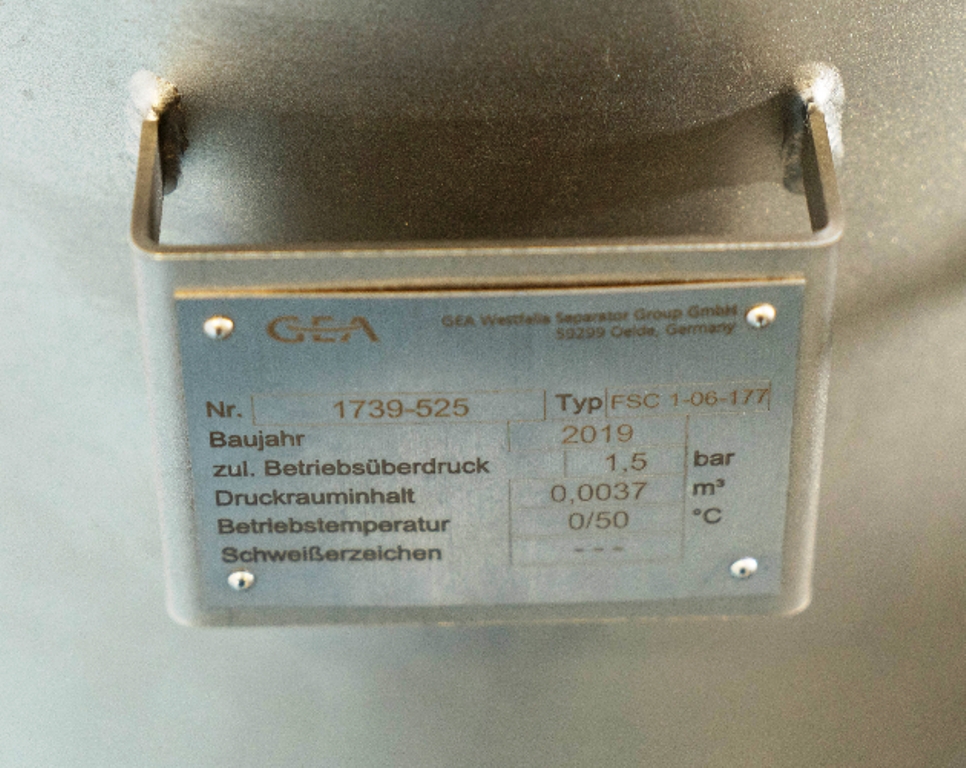 GEA GEA Westfalia Separator Group GmbH
59299 Oelde, Germany
Nr. 1739-525 Typ FSC 1-06-177
Baujahr 2019
zul. Betriebsüberdruck 1,5 bar
Druckrauminhalt 0,0037 m³
Betriebstemperatur 0/50 °C
Schweißerzeichen ---